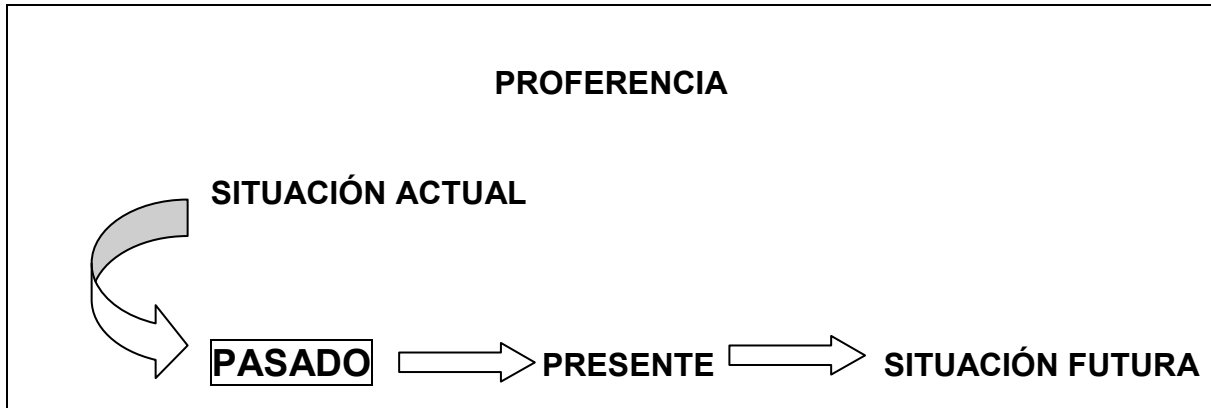 PROFERENCIA
SITUACIÓN ACTUAL
PASADO PRESENTE SITUACIÓN FUTURA